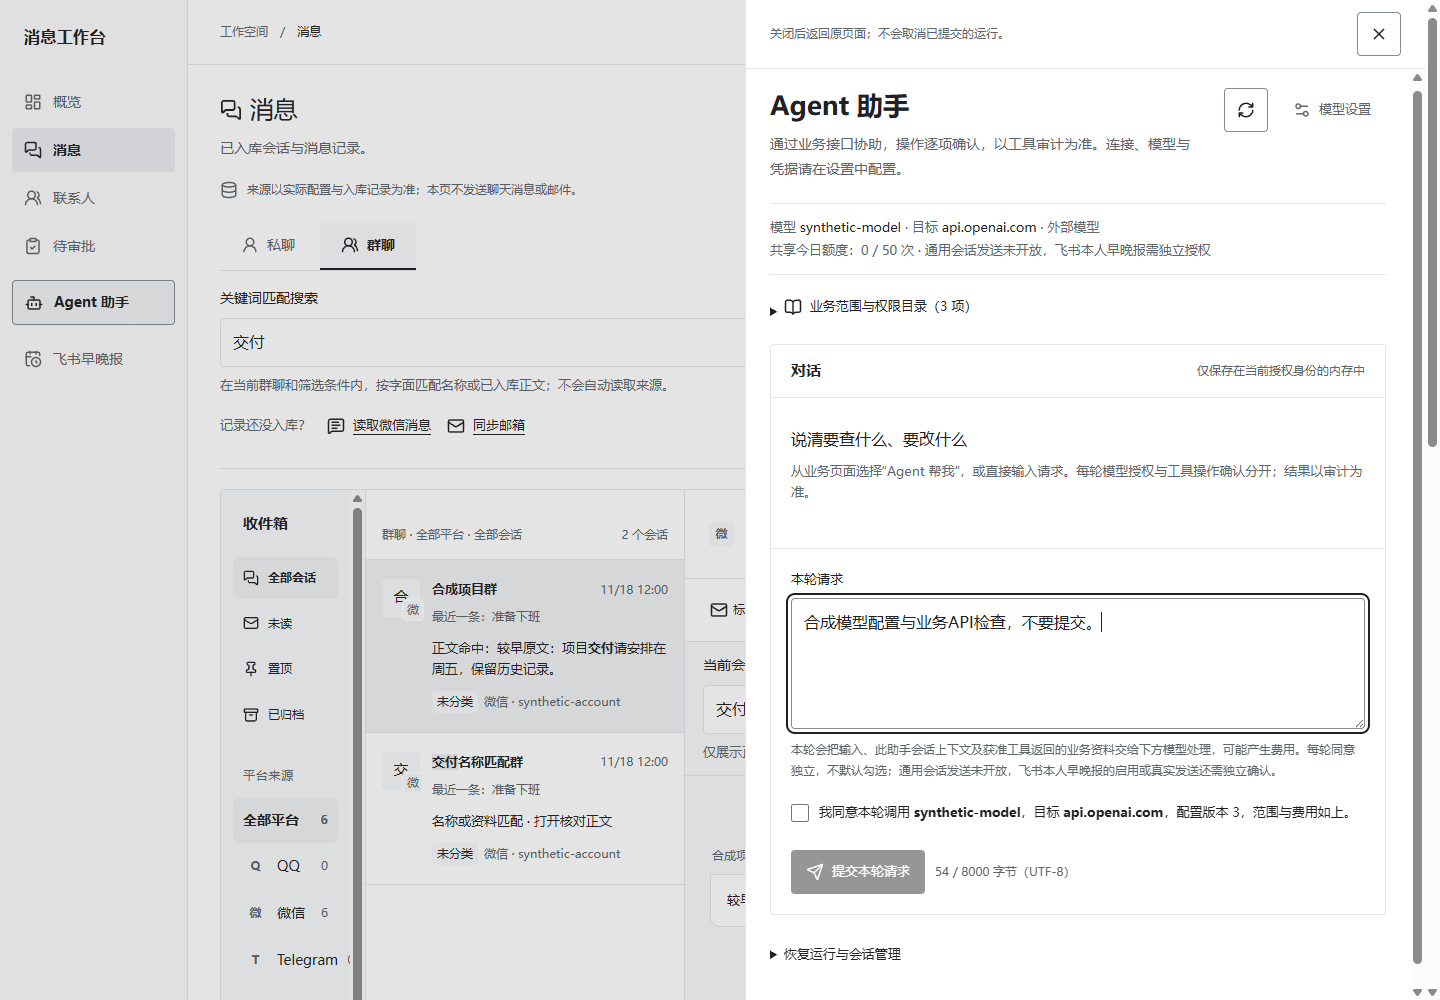 消息工作台
概览
消息
联系人
待审批
Agent 助手
飞书早晚报
工作空间 / 消息
消息
已入库会话与消息记录。
来源以实际配置与入库记录为准；本页不发送聊天消息或邮件。
私聊
群聊
关键词匹配搜索
交付
在当前群聊和筛选条件内，按字面匹配名称或已入库正文；不会自动读取来源。
记录还没入库？ 读取微信消息 同步邮箱
收件箱
全部会话
未读
置顶
已归档
平台来源
全部平台 6
Q QQ 0
微 微信 6
T Telegram
群聊 · 全部平台 · 全部会话 2 个会话
合 微
合成项目群 11/18 12:00
最近一条：准备下班
正文命中：较早原文：项目交付请安排在
周五，保留历史记录。
未分类 微信 · synthetic-account
交 微
交付名称匹配群 11/18 12:00
最近一条：准备下班
名称或资料匹配 · 打开核对正文
未分类 微信 · synthetic-account
微
标
当前会
交付
仅展示
合成项
较
关闭后返回原页面；不会取消已提交的运行。
Agent 助手
模型设置
通过业务接口协助，操作逐项确认，以工具审计为准。连接、模型与
凭据请在设置中配置。
模型 synthetic-model · 目标 api.openai.com · 外部模型
共享今日额度：0 / 50 次 · 通用会话发送未开放，飞书本人早晚报需独立授权
业务范围与权限目录（3 项）
对话 仅保存在当前授权身份的内存中
说清要查什么、要改什么
从业务页面选择“Agent 帮我”，或直接输入请求。每轮模型授权与工具操作确认分开；结果以审计为
准。
本轮请求
合成模型配置与业务API检查，不要提交。
本轮会把输入、此助手会话上下文及获准工具返回的业务资料交给下方模型处理，可能产生费用。每轮同意
独立，不默认勾选；通用会话发送未开放，飞书本人早晚报的启用或真实发送还需独立确认。
我同意本轮调用 synthetic-model，目标 api.openai.com，配置版本 3，范围与费用如上。
提交本轮请求 54 / 8000 字节（UTF-8）
恢复运行与会话管理